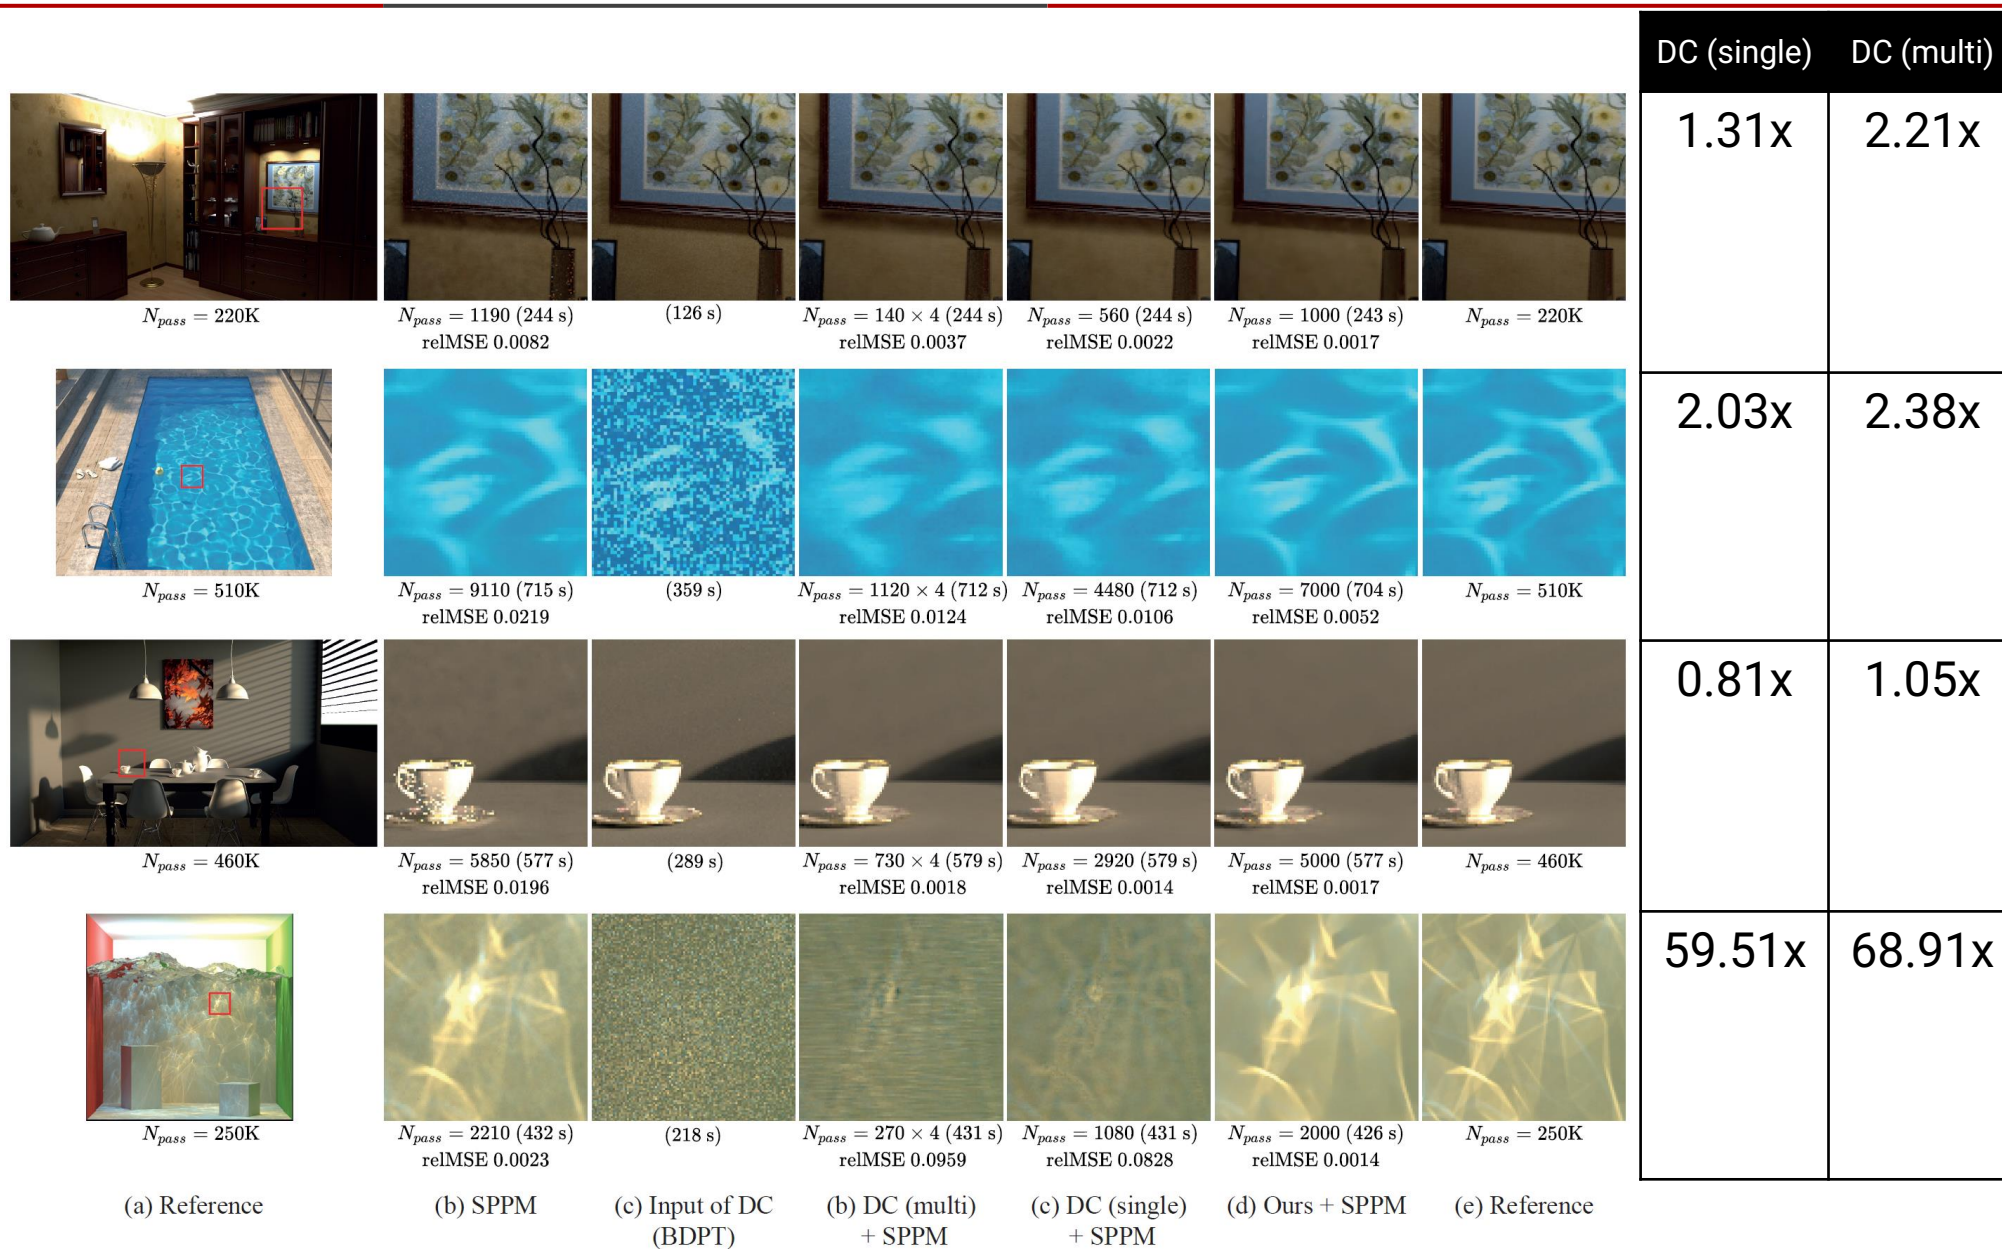 DC (single) DC (multi)
1.31x 2.21x
N_pass = 220K
N_pass = 1190 (244 s)
relMSE 0.0082
(126 s)
N_pass = 140 × 4 (244 s)
relMSE 0.0037
N_pass = 560 (244 s)
relMSE 0.0022
N_pass = 1000 (243 s)
relMSE 0.0017
N_pass = 220K
2.03x 2.38x
N_pass = 510K
N_pass = 9110 (715 s)
relMSE 0.0219
(359 s)
N_pass = 1120 × 4 (712 s)
relMSE 0.0124
N_pass = 4480 (712 s)
relMSE 0.0106
N_pass = 7000 (704 s)
relMSE 0.0052
N_pass = 510K
0.81x 1.05x
N_pass = 460K
N_pass = 5850 (577 s)
relMSE 0.0196
(289 s)
N_pass = 730 × 4 (579 s)
relMSE 0.0018
N_pass = 2920 (579 s)
relMSE 0.0014
N_pass = 5000 (577 s)
relMSE 0.0017
N_pass = 460K
59.51x 68.91x
N_pass = 250K
N_pass = 2210 (432 s)
relMSE 0.0023
(218 s)
N_pass = 270 × 4 (431 s)
relMSE 0.0959
N_pass = 1080 (431 s)
relMSE 0.0828
N_pass = 2000 (426 s)
relMSE 0.0014
N_pass = 250K
(a) Reference
(b) SPPM
(c) Input of DC
(BDPT)
(b) DC (multi)
+ SPPM
(c) DC (single)
+ SPPM
(d) Ours + SPPM
(e) Reference